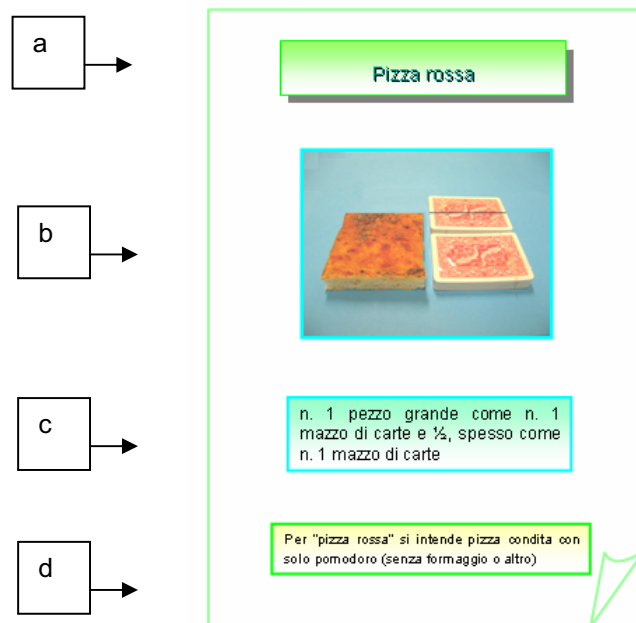 a
Pizza rossa
b
c
n. 1 pezzo grande come n. 1
mazzo di carte e ½, spesso come
n. 1 mazzo di carte
d
Per "pizza rossa" si intende pizza condita con
solo pomodoro (senza formaggio o altro)